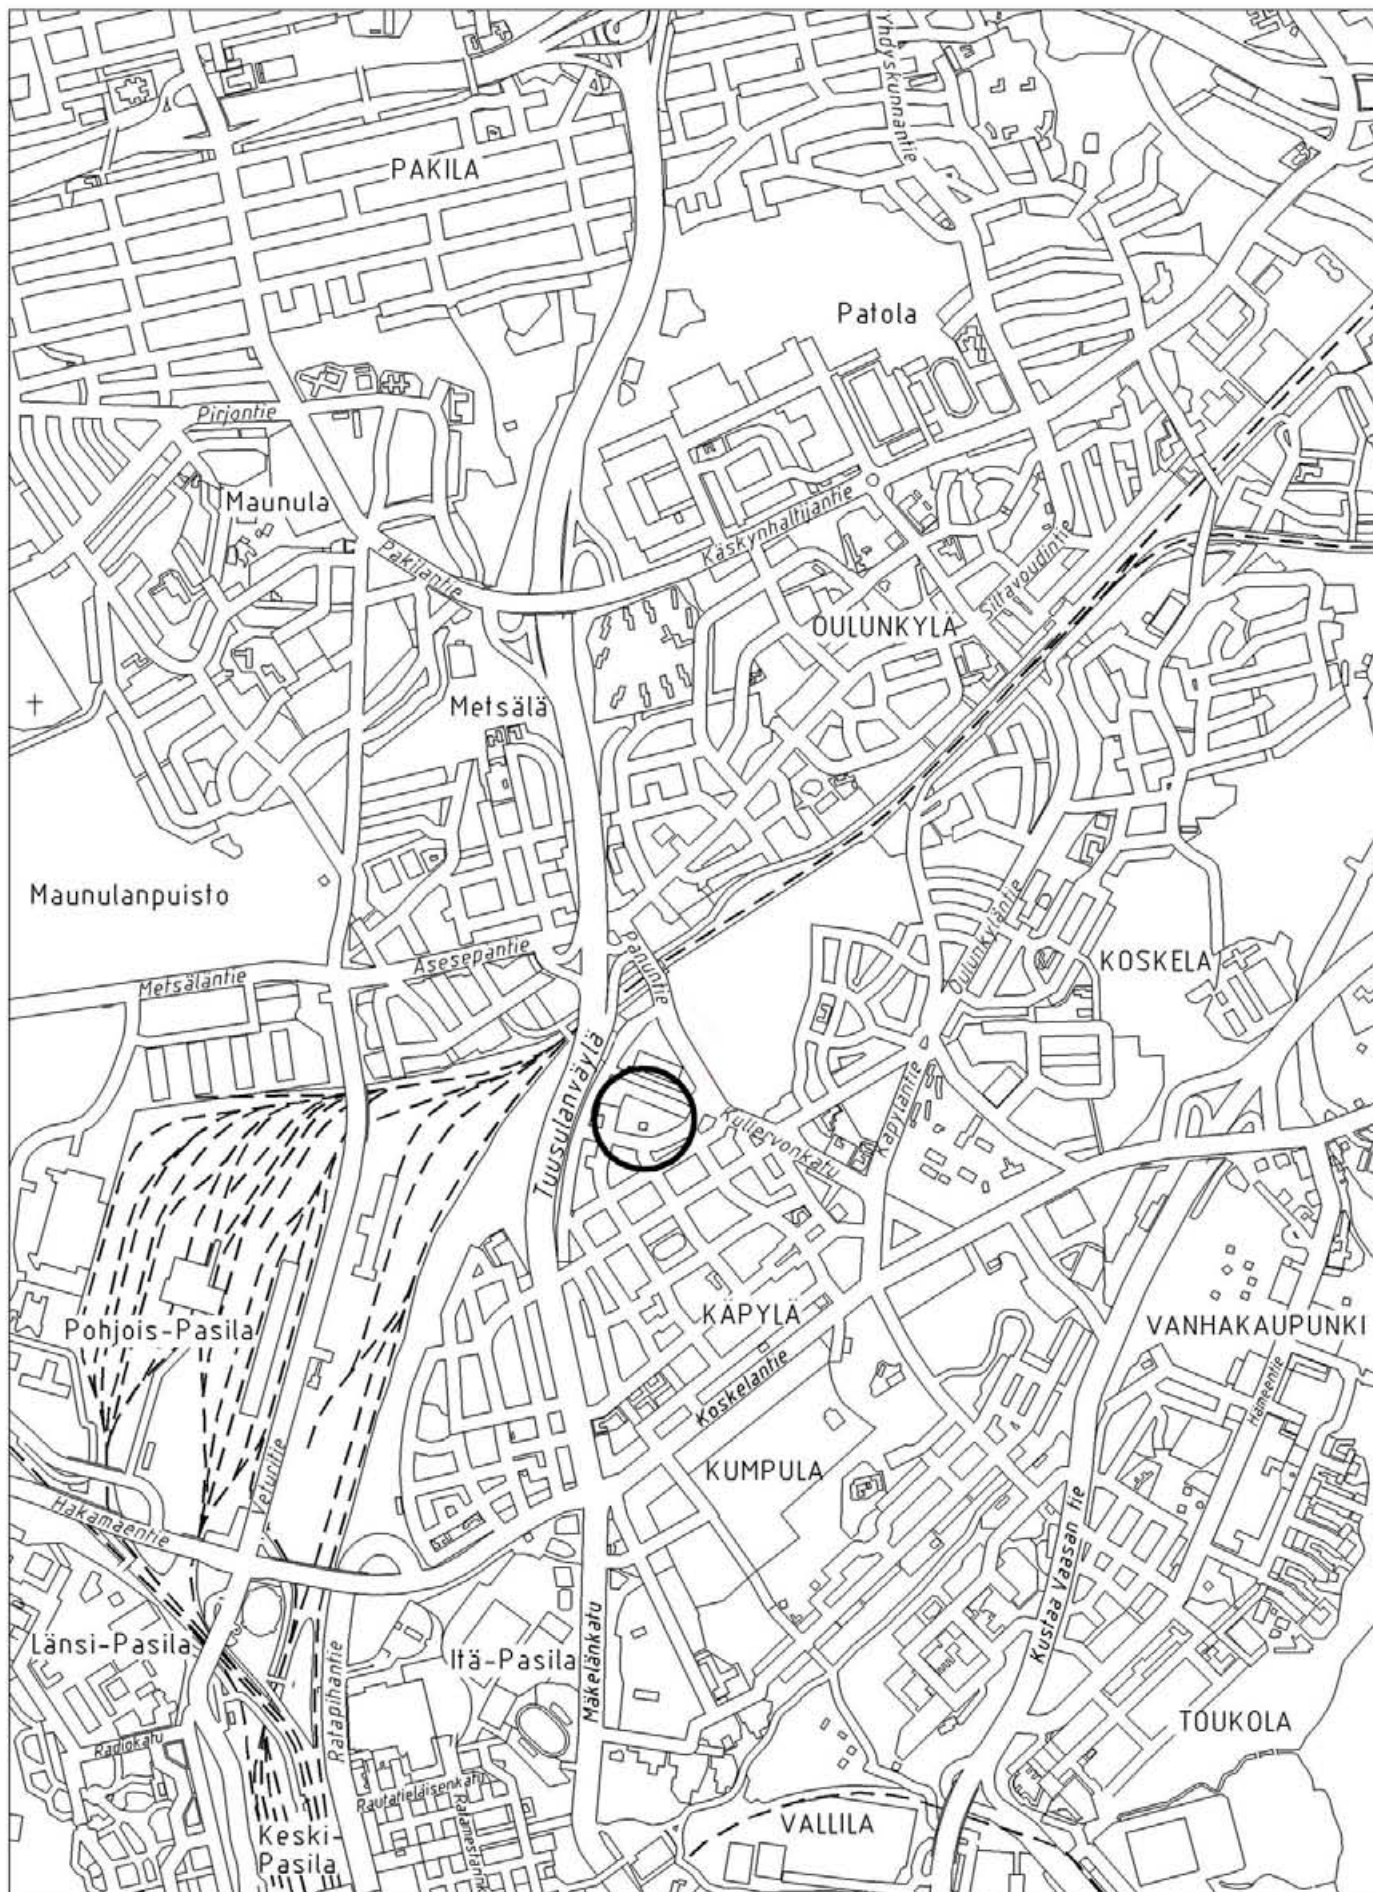 Yhdyskunnantie
PAKILA
Patola
Pirjontie
Maunula
Käskynhaltijantie
Pakilantie
Siltavoudintie
OULUNKYLÄ
Metsälä
Maunulanpuisto
Oulunkyläntie
Panuntie
Asesepäntie
KOSKELA
Metsäläntie
Tuusulanväylä
Käpyläntie
Kullervonkatu
KÄPYLÄ
VANHAKAUPUNKI
Pohjois-Pasila
Koskelantie
Hämeentie
KUMPULA
Veturitie
Hakamäentie
Kustaa Vaasan tie
Länsi-Pasila
Itä-Pasila
Mäkelänkatu
Ratapihantie
TOUKOLA
Radiokatu
Rautatieläisenkatu
VALLILA
Keski-
Pasila